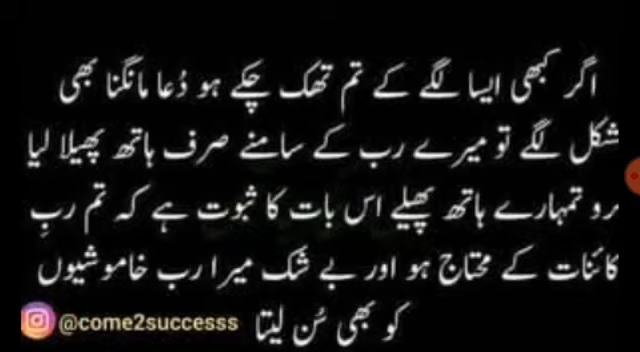 اگر کبھی ایسا لگے کے تم تھک چکے ہو دُعا مانگنا بھی
شکل لگے تو میرے رب کے سامنے صرف ہاتھ پھیلا لیا
رو تمہارے ہاتھ پھیلے اس بات کا ثبوت ہے کہ تم ربِ
کائنات کے محتاج ہو اور بے شک میرا رب خاموشیوں
کو بھی سُن لیتا
@come2successs